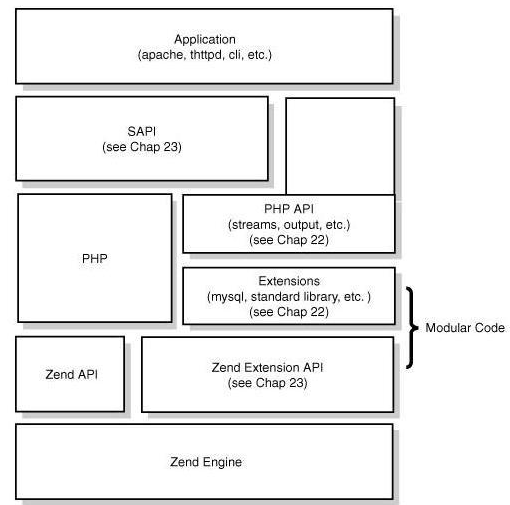 Application
(apache, thttpd, cli, etc.)
SAPI
(see Chap 23)
PHP API
(streams, output, etc.)
(see Chap 22)
PHP
Extensions
(mysql, standard library, etc. )
(see Chap 22)
Modular Code
Zend API
Zend Extension API
(see Chap 23)
Zend Engine